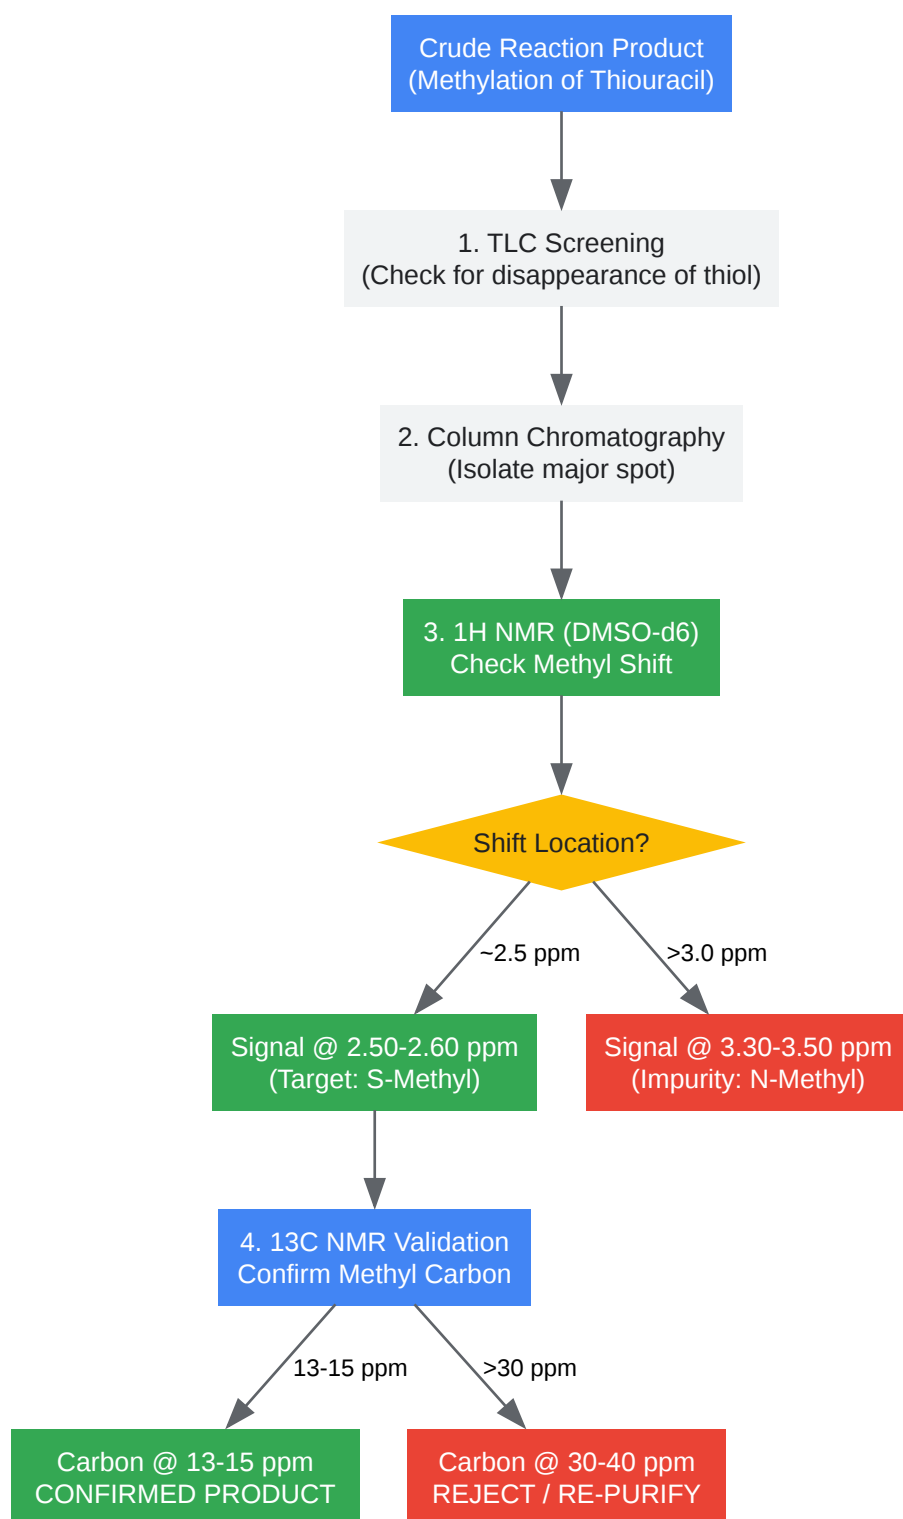 Crude Reaction Product
(Methylation of Thiouracil)
1. TLC Screening
(Check for disappearance of thiol)
2. Column Chromatography
(Isolate major spot)
3. 1H NMR (DMSO-d6)
Check Methyl Shift
Shift Location?
~2.5 ppm
>3.0 ppm
Signal @ 2.50-2.60 ppm
(Target: S-Methyl)
Signal @ 3.30-3.50 ppm
(Impurity: N-Methyl)
4. 13C NMR Validation
Confirm Methyl Carbon
13-15 ppm
>30 ppm
Carbon @ 13-15 ppm
CONFIRMED PRODUCT
Carbon @ 30-40 ppm
REJECT / RE-PURIFY